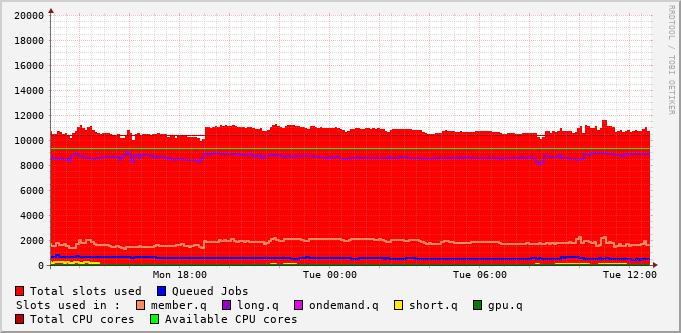 20000
18000
16000
14000
12000
10000
8000
6000
4000
2000
0
Mon 18:00 Tue 00:00 Tue 06:00 Tue 12:00
RRDTOOL / TOBI OETIKER
Total slots used Queued Jobs
Slots used in : member.q long.q ondemand.q short.q gpu.q
Total CPU cores Available CPU cores